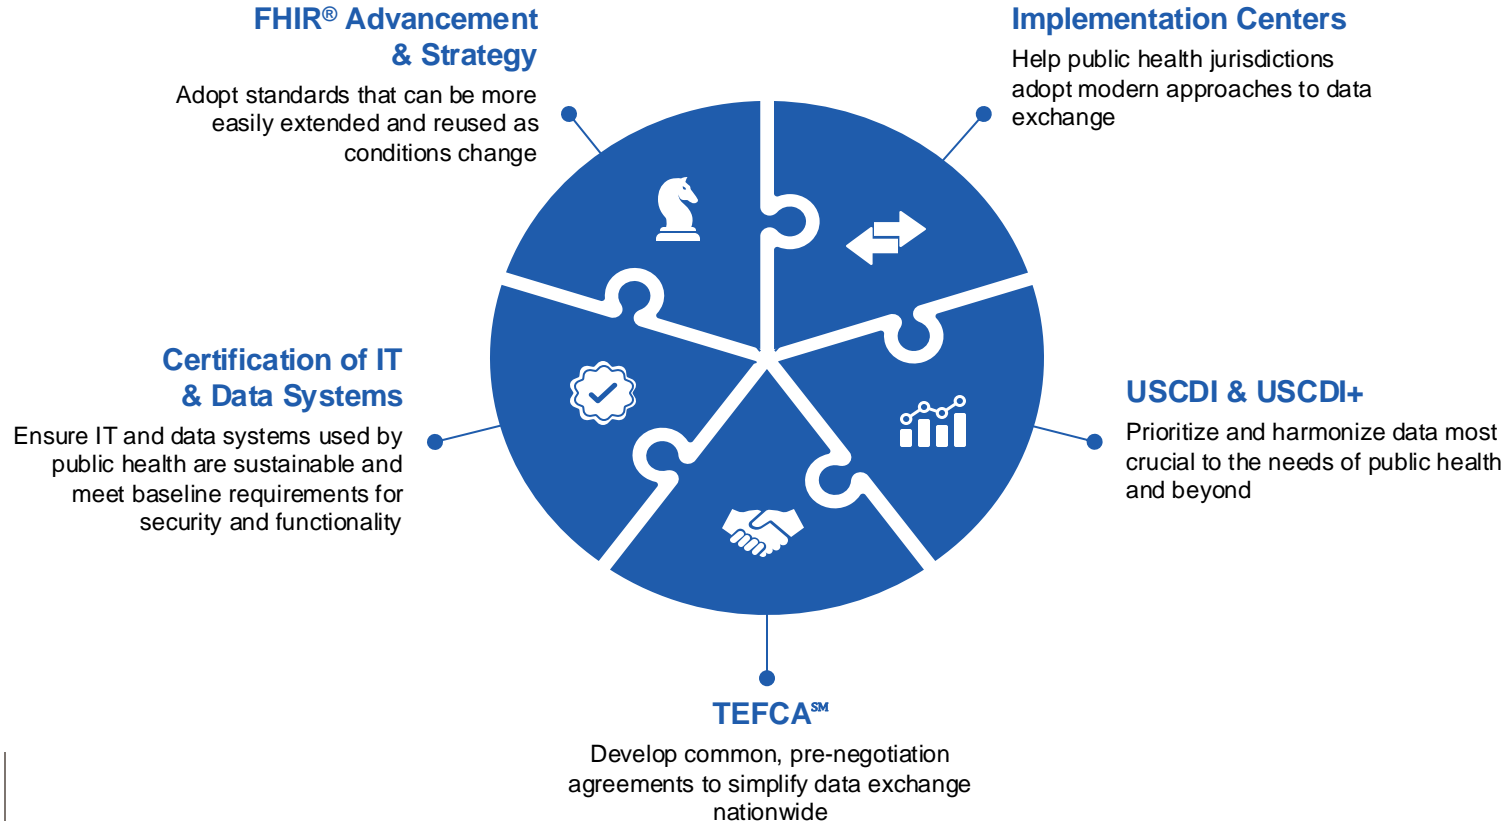 FHIR® Advancement
& Strategy
Adopt standards that can be more
easily extended and reused as
conditions change
Implementation Centers
Help public health jurisdictions
adopt modern approaches to data
exchange
Certification of IT
& Data Systems
Ensure IT and data systems used by
public health are sustainable and
meet baseline requirements for
security and functionality
USCDI & USCDI+
Prioritize and harmonize data most
crucial to the needs of public health
and beyond
TEFCA℠
Develop common, pre-negotiation
agreements to simplify data exchange
nationwide